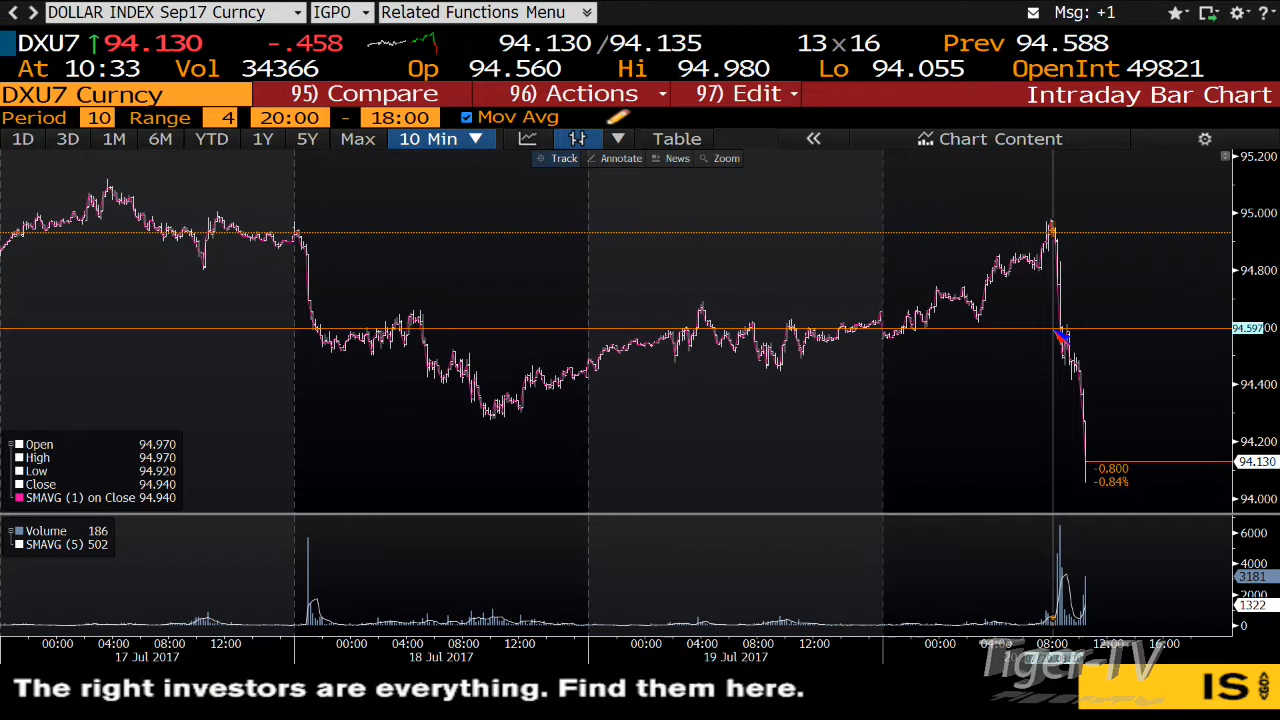 DOLLAR INDEX Sep17 Curncy IGPO Related Functions Menu Msg: +1
DXU7 ↑94.130 -.458 94.130/94.135 13x16 Prev 94.588
At 10:33 Vol 34366 Op 94.560 Hi 94.980 Lo 94.055 OpenInt 49821
DXU7 Curncy 95) Compare 96) Actions 97) Edit Intraday Bar Chart
Period 10 Range 4 20:00 - 18:00 Mov Avg
1D 3D 1M 6M YTD 1Y 5Y Max 10 Min Table Chart Content
Track Annotate News Zoom
95.200
95.000
94.800
94.597
94.400
Open 94.970
94.200
High 94.970
94.130
-0.800
Low 94.920
-0.84%
Close 94.940
SMAVG (1) on Close 94.940
94.000
Volume 186
6000
SMAVG (5) 502
4000
3181
2000
1322
0
00:00 04:00 08:00 12:00 00:00 04:00 08:00 12:00 00:00 04:00 08:00 12:00 00:00 04:00 08:00 12:00 16:00
17 Jul 2017 18 Jul 2017 19 Jul 2017
Tiger-TV
The right investors are everything. Find them here.
IS